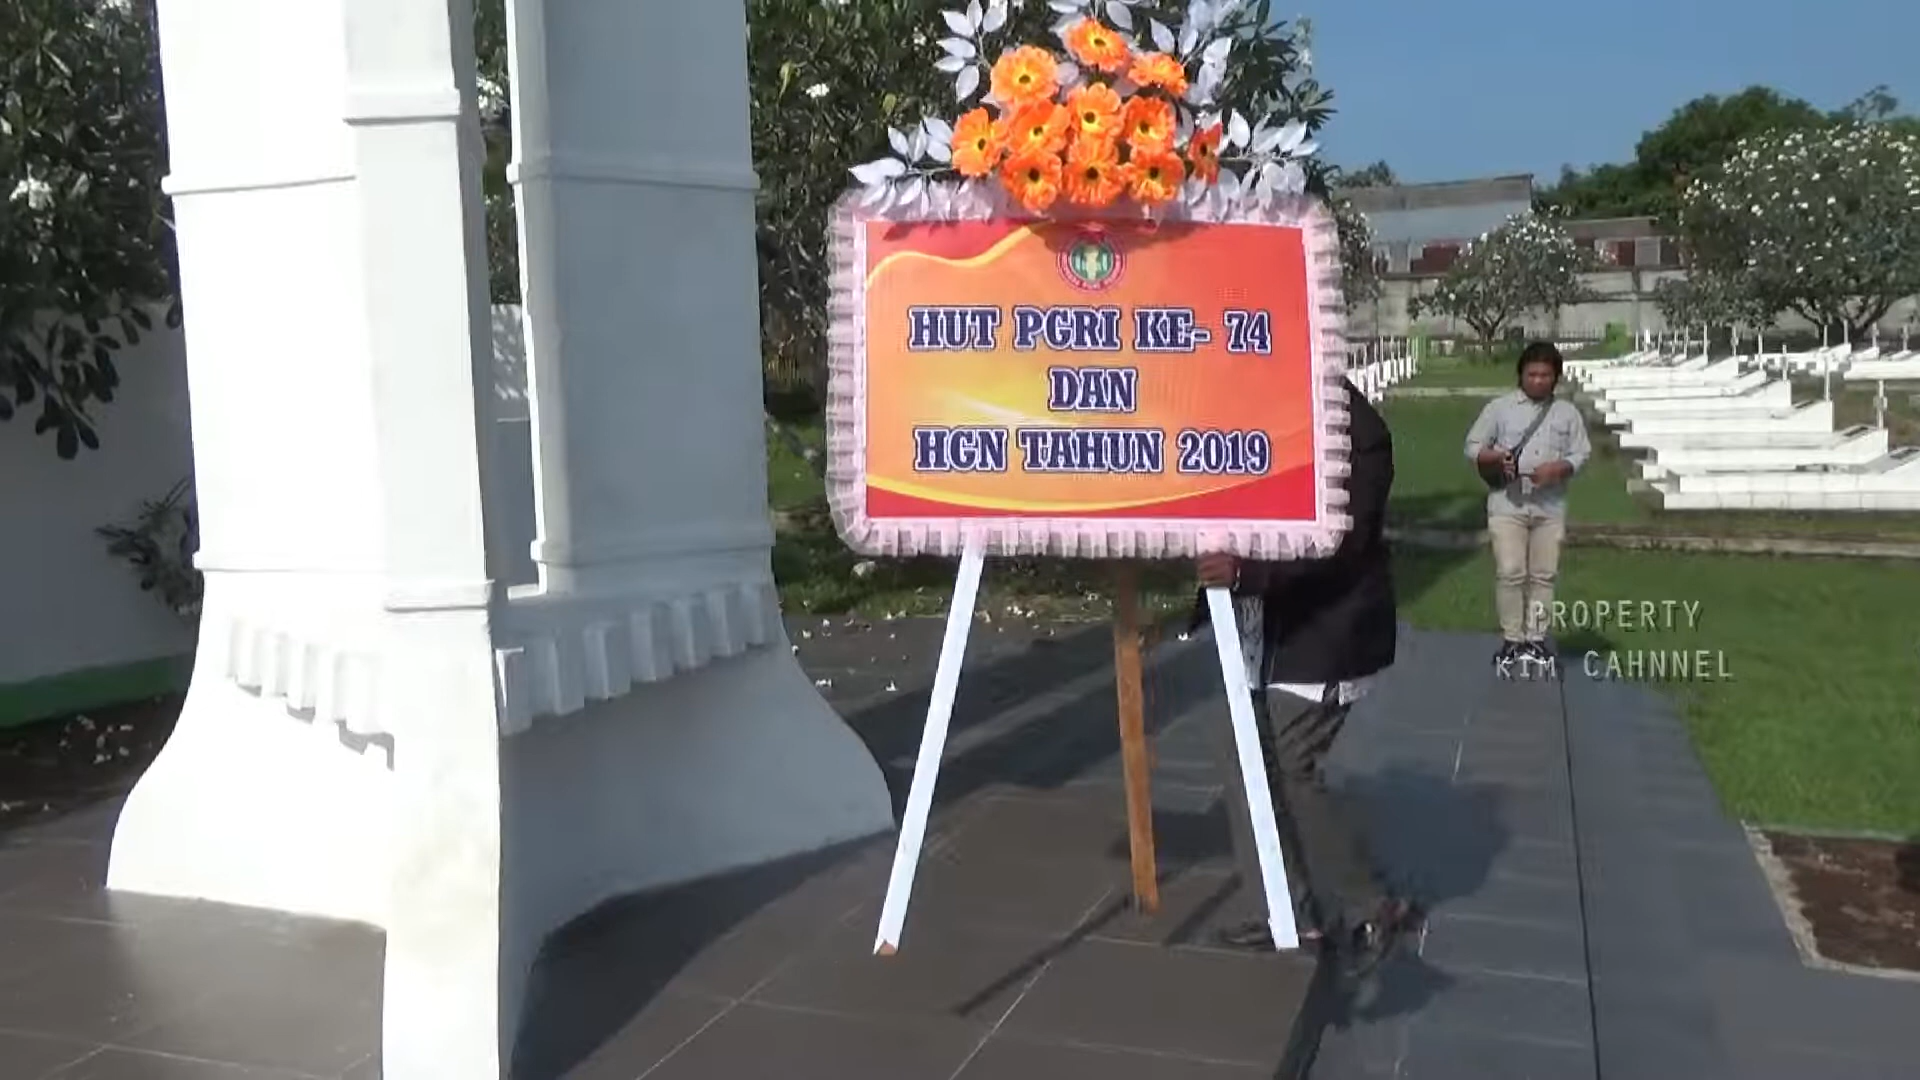 HUT PGRI KE- 74
DAN
HGN TAHUN 2019
PROPERTY
KIM CAHNNEL